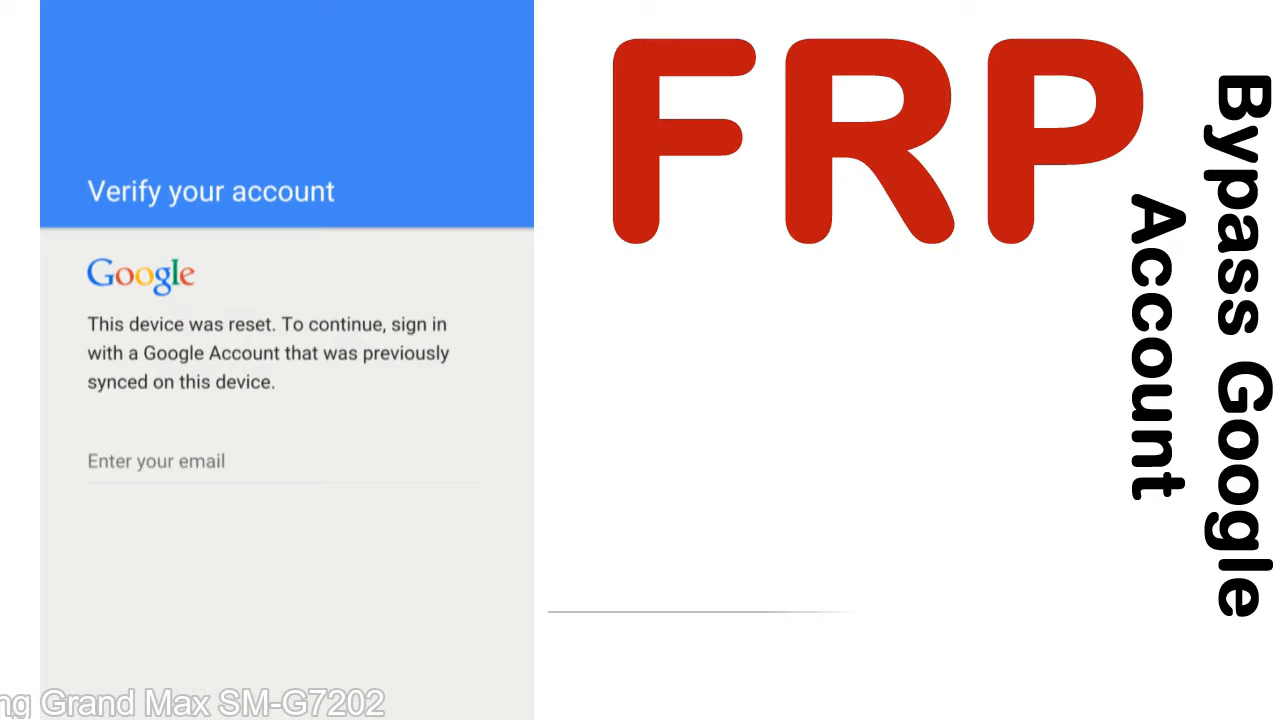 Verify your account
Google
This device was reset. To continue, sign in
with a Google Account that was previously
synced on this device.
Enter your email
FRP
Bypass Google
Account
ng Grand Max SM-G7202